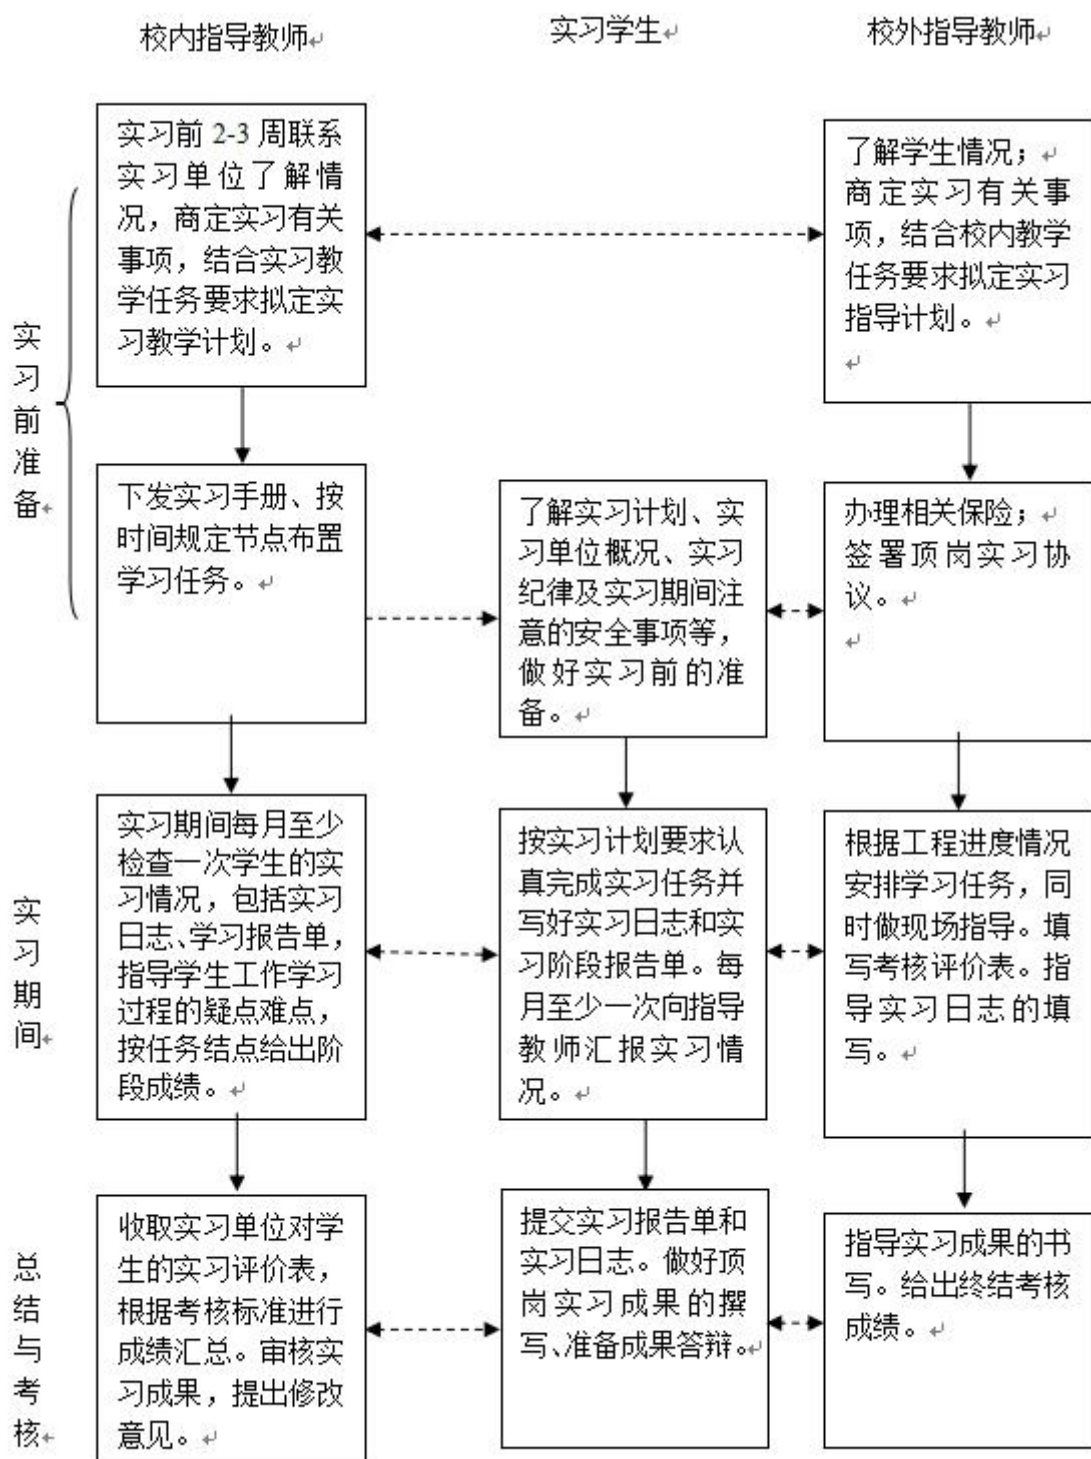 校内指导教师
实习学生
校外指导教师
实习前准备
实习前 2-3 周联系
实习单位了解情
况，商定实习有关
事项，结合实习教
学任务要求拟定实
习教学计划。
了解学生情况；
商定实习有关事
项，结合校内教学
任务要求拟定实习
指导计划。
下发实习手册、按
时间规定节点布置
学习任务。
了解实习计划、实
习单位概况、实习
纪律及实习期间注
意的安全事项等，
做好实习前的准
备。
办理相关保险；
签署顶岗实习协
议。
实习期间
实习期间每月至少
检查一次学生的实
习情况，包括实习
日志、学习报告单，
指导学生工作学习
过程的疑点难点，
按任务结点给出阶
段成绩。
按实习计划要求认
真完成实习任务并
写好实习日志和实
习阶段报告单。每
月至少一次向指导
教师汇报实习情
况。
根据工程进度情况
安排学习任务，同
时做现场指导。填
写考核评价表。指
导实习日志的填
写。
总结与考核
收取实习单位对学
生的实习评价表，
根据考核标准进行
成绩汇总。审核实
习成果，提出修改
意见。
提交实习报告单和
实习日志。做好顶
岗实习成果的撰
写、准备成果答辩。
指导实习成果的书
写。给出终结考核
成绩。